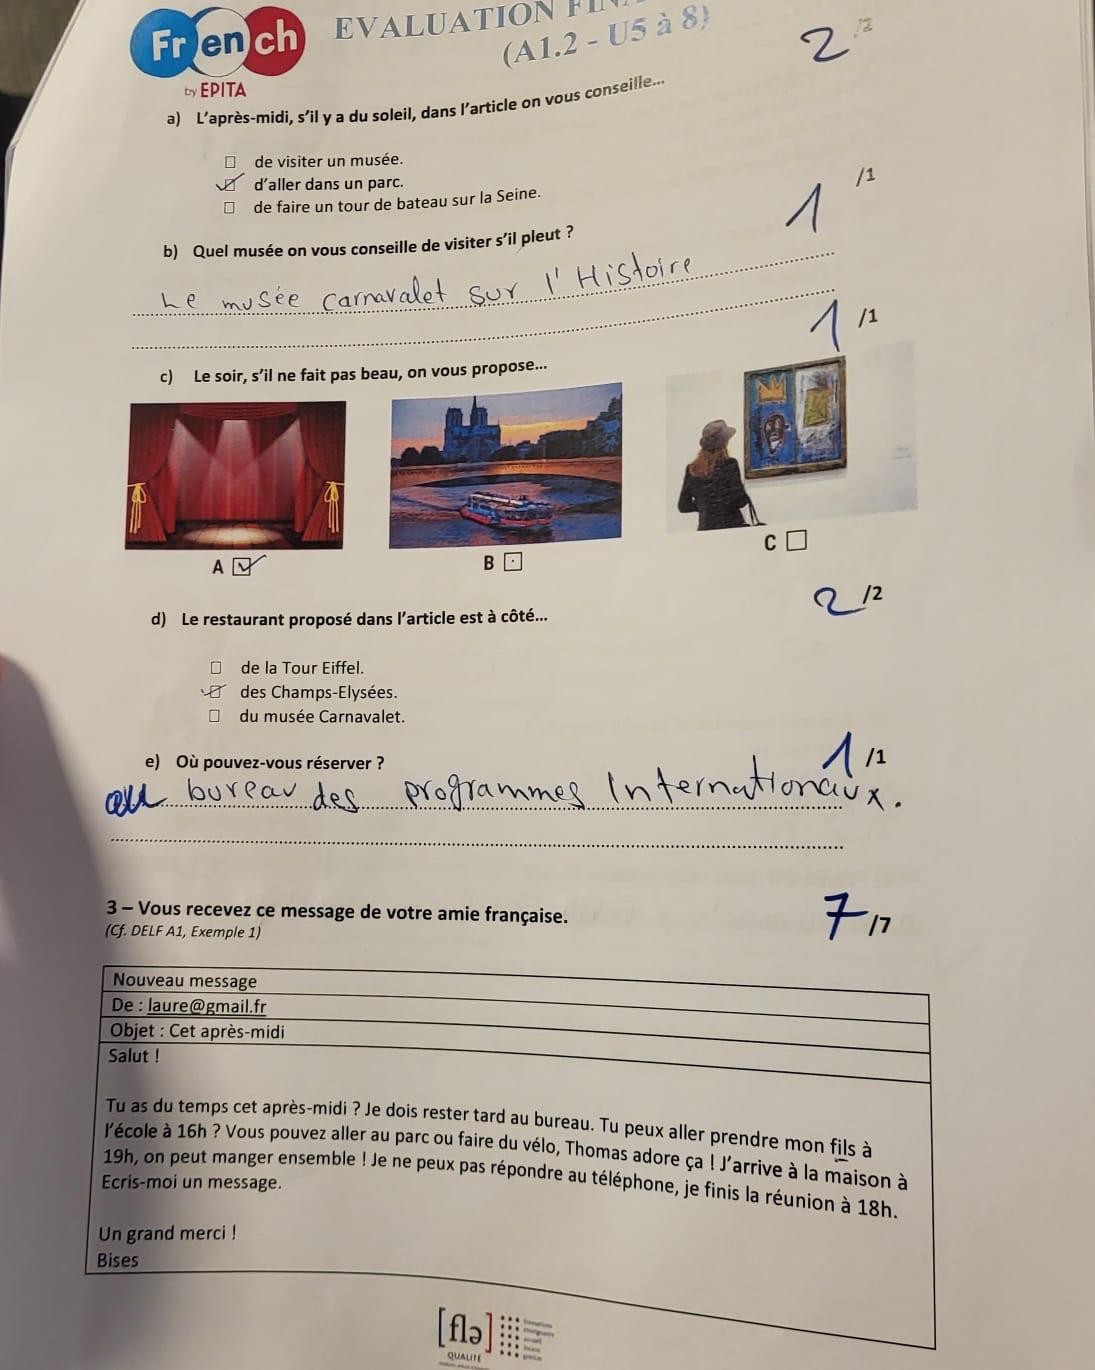 French
by EPITA
EVALUATION
(A1.2 - U5 à 8)
2 /2
a) L'après-midi, s'il y a du soleil, dans l'article on vous conseille...
de visiter un musée.
d'aller dans un parc.
de faire un tour de bateau sur la Seine.
1 /1
b) Quel musée on vous conseille de visiter s'il pleut ?
Le musée Carnavalet sur l'Histoire
1 /1
c) Le soir, s'il ne fait pas beau, on vous propose...
A
B
C
2 /2
d) Le restaurant proposé dans l'article est à côté...
de la Tour Eiffel.
des Champs-Elysées.
du musée Carnavalet.
1 /1
e) Où pouvez-vous réserver ?
au bureau des programmes Internationaux.
7 /7
3 – Vous recevez ce message de votre amie française.
(Cf. DELF A1, Exemple 1)
Nouveau message
De : laure@gmail.fr
Objet : Cet après-midi
Salut !
Tu as du temps cet après-midi ? Je dois rester tard au bureau. Tu peux aller prendre mon fils à
l'école à 16h ? Vous pouvez aller au parc ou faire du vélo, Thomas adore ça ! J'arrive à la maison à
19h, on peut manger ensemble ! Je ne peux pas répondre au téléphone, je finis la réunion à 18h.
Ecris-moi un message.
Un grand merci !
Bises
[flə]
QUALITÉ